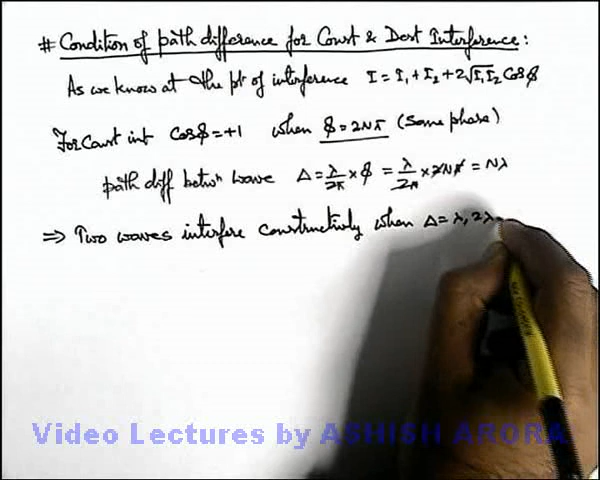 # Condition of path difference for Const & Dest Interference :
As we know at the pt of interference I = I₁ + I₂ + 2√I₁I₂ Cosφ
For Const int Cosφ = +1 when φ = 2Nπ (Same phase)
path diff betwn wave Δ = λ/2π × φ = λ/2π × 2Nπ = Nλ
⇒ Two waves interfere constructively when Δ = λ, 2λ
Video Lectures by ASHISH ARORA